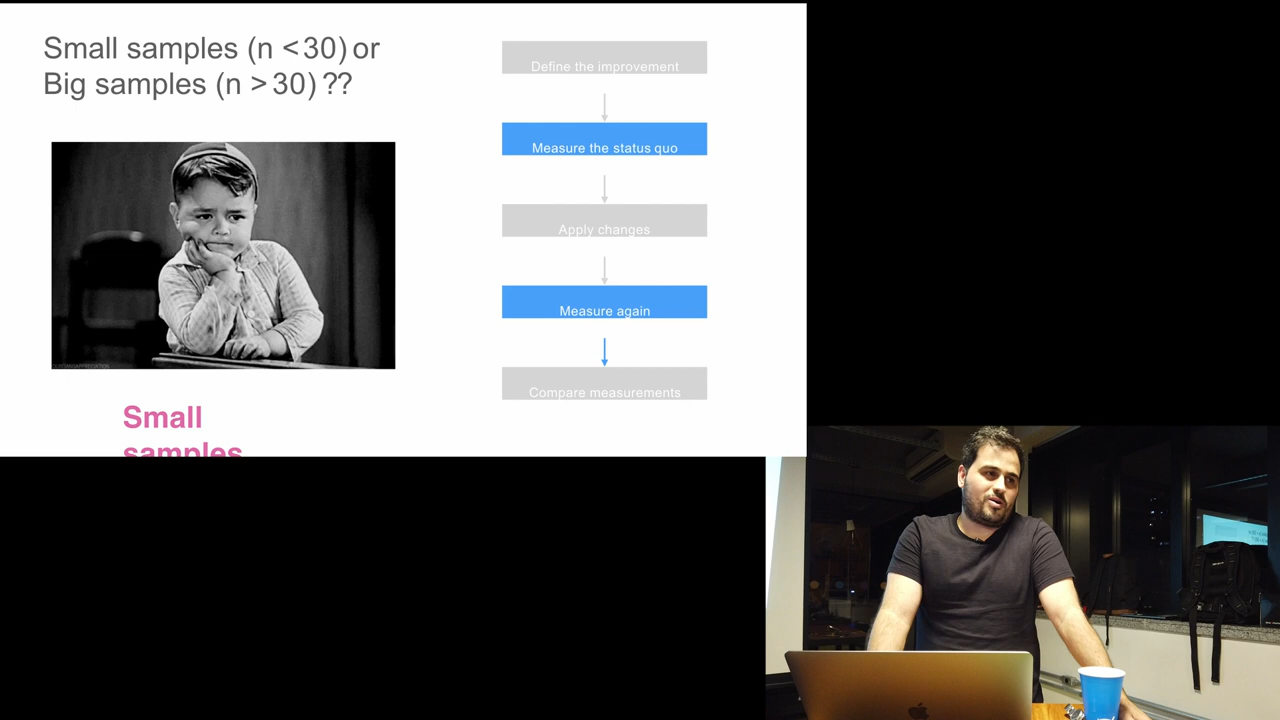 Small samples (n < 30) or
Big samples (n > 30) ??
Define the improvement
Measure the status quo
Apply changes
Measure again
Compare measurements
Small
samples